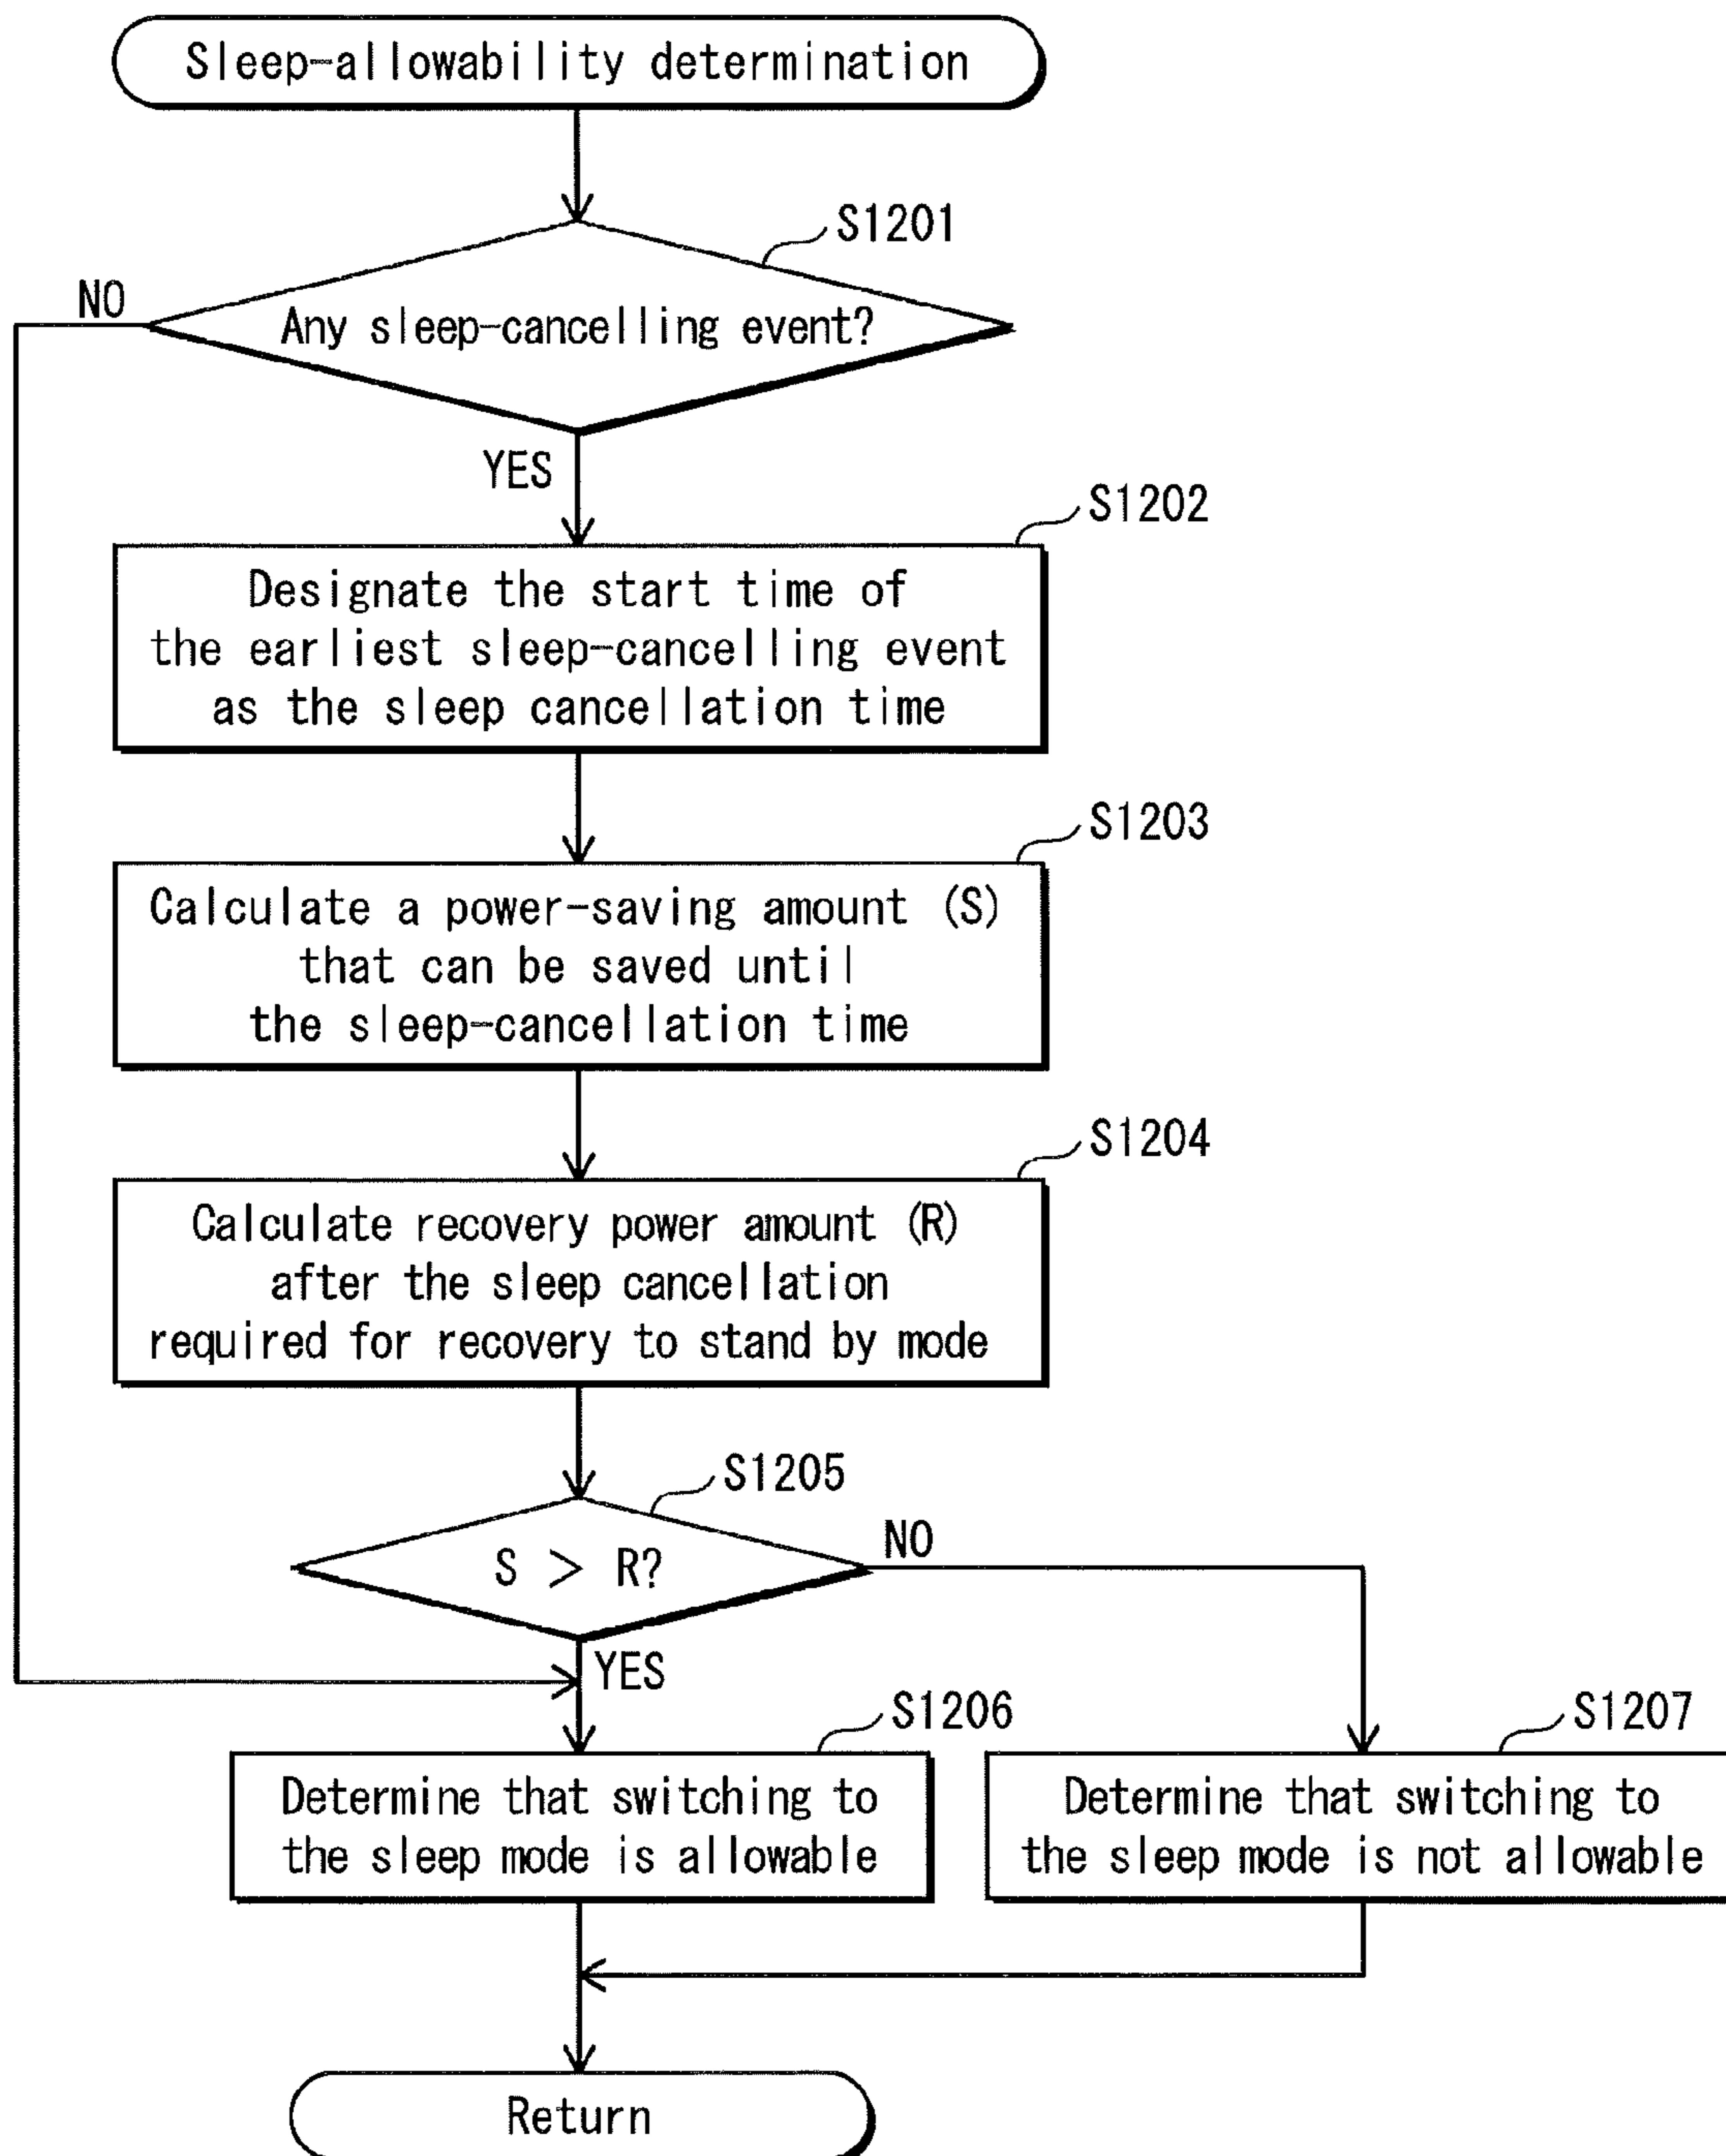 Sleep-allowability determination
S1201
NO
Any sleep-cancelling event?
YES
S1202
Designate the start time of
the earliest sleep-cancelling event
as the sleep cancellation time
S1203
Calculate a power-saving amount (S)
that can be saved until
the sleep-cancellation time
S1204
Calculate recovery power amount (R)
after the sleep cancellation
required for recovery to stand by mode
S1205
S > R?
NO
YES
S1206
Determine that switching to
the sleep mode is allowable
S1207
Determine that switching to
the sleep mode is not allowable
Return